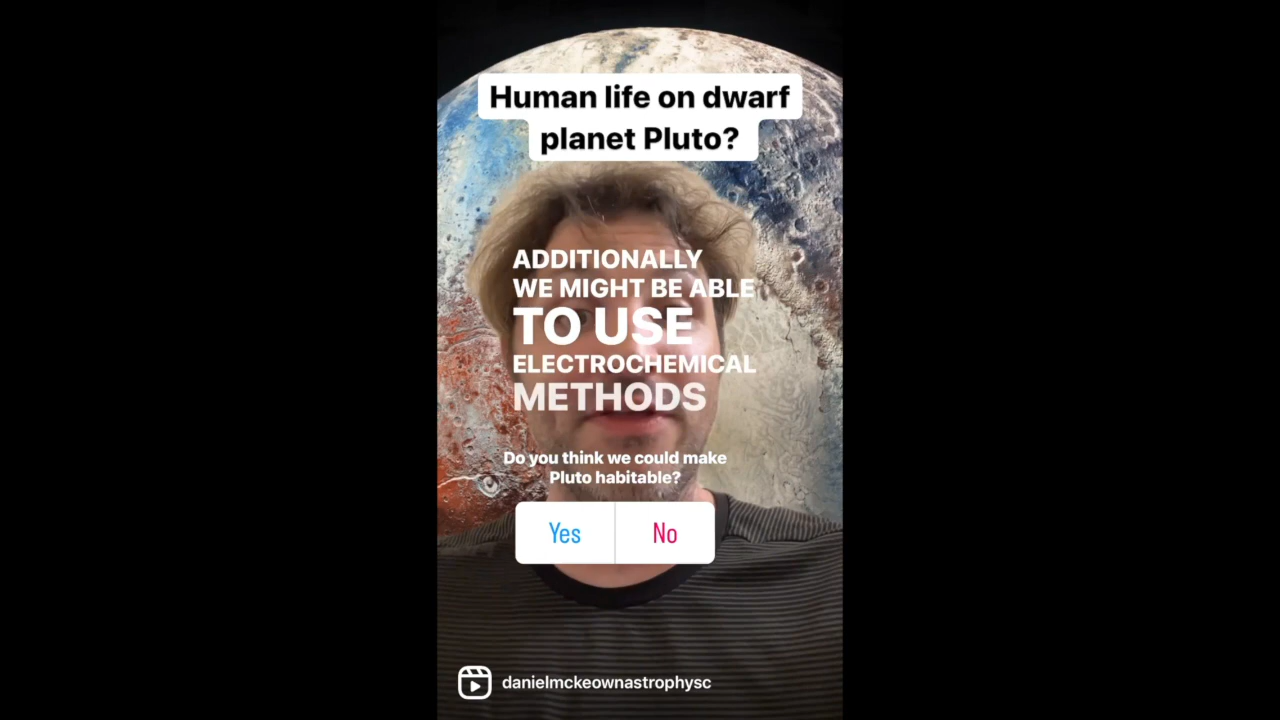 Human life on dwarf
planet Pluto?
ADDITIONALLY
WE MIGHT BE ABLE
TO USE
ELECTROCHEMICAL
METHODS
Do you think we could make
Pluto habitable?
Yes
No
danielmckeownastrophysc